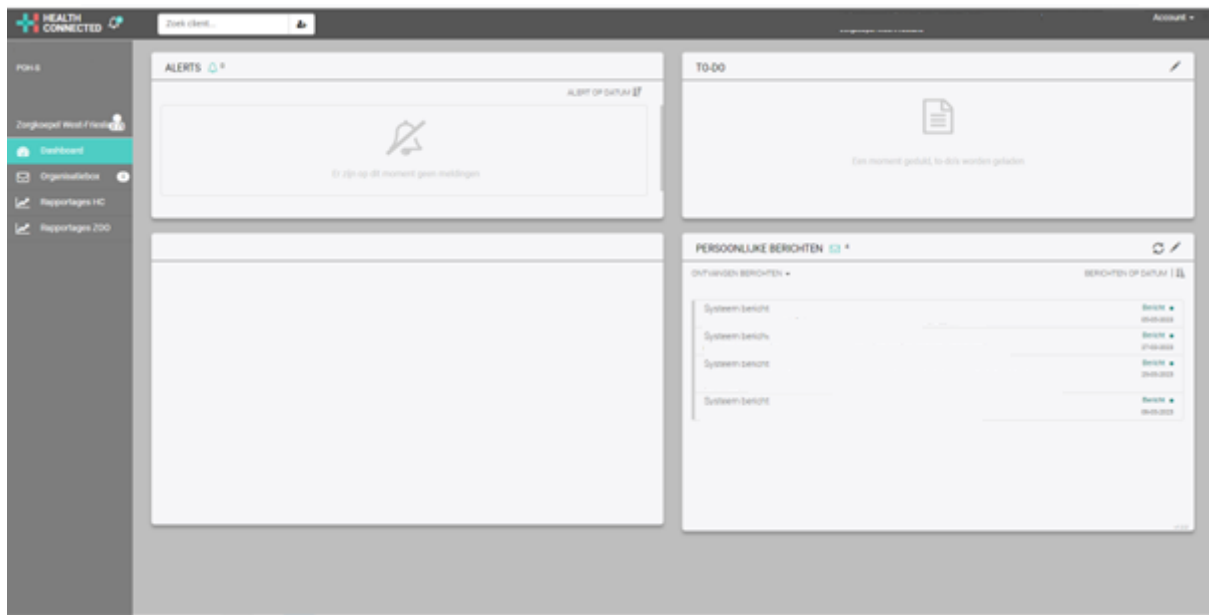 HEALTH
CONNECTED
Zoek client...
Account
POH-S
Zorgkoepel West-Friesla
Dashboard
Organisatiebox
Rapportages HC
Rapportages ZOO
ALERTS
ALERT OP DATUM
Er zijn op dit moment geen meldingen
TO-DO
Een moment geduld, to-do's worden geladen
PERSOONLIJKE BERICHTEN 4
ONTVANGEN BERICHTEN
BERICHTEN OP DATUM
Systeem bericht
Bericht
Systeem bericht
Bericht
Systeem bericht
Bericht
Systeem bericht
Bericht